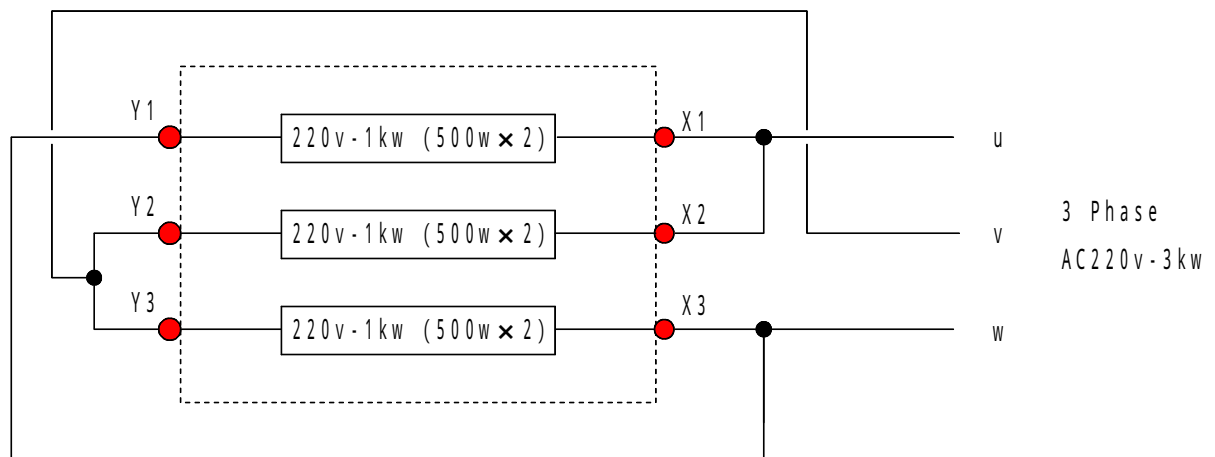 Y1
220v-1kw (500w×2)
X1
u
Y2
220v-1kw (500w×2)
X2
v
3 Phase
AC220v-3kw
Y3
220v-1kw (500w×2)
X3
w